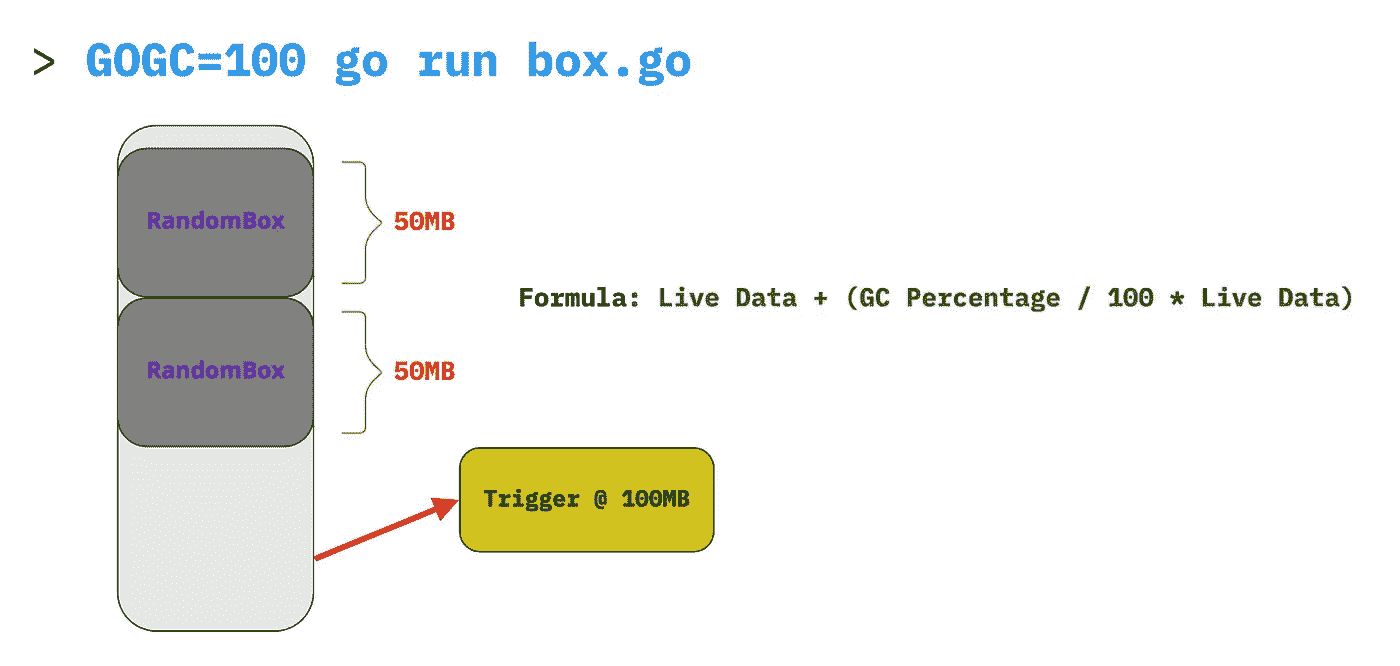 > GOGC=100 go run box.go
RandomBox
50MB
Formula: Live Data + (GC Percentage / 100 * Live Data)
RandomBox
50MB
Trigger @ 100MB